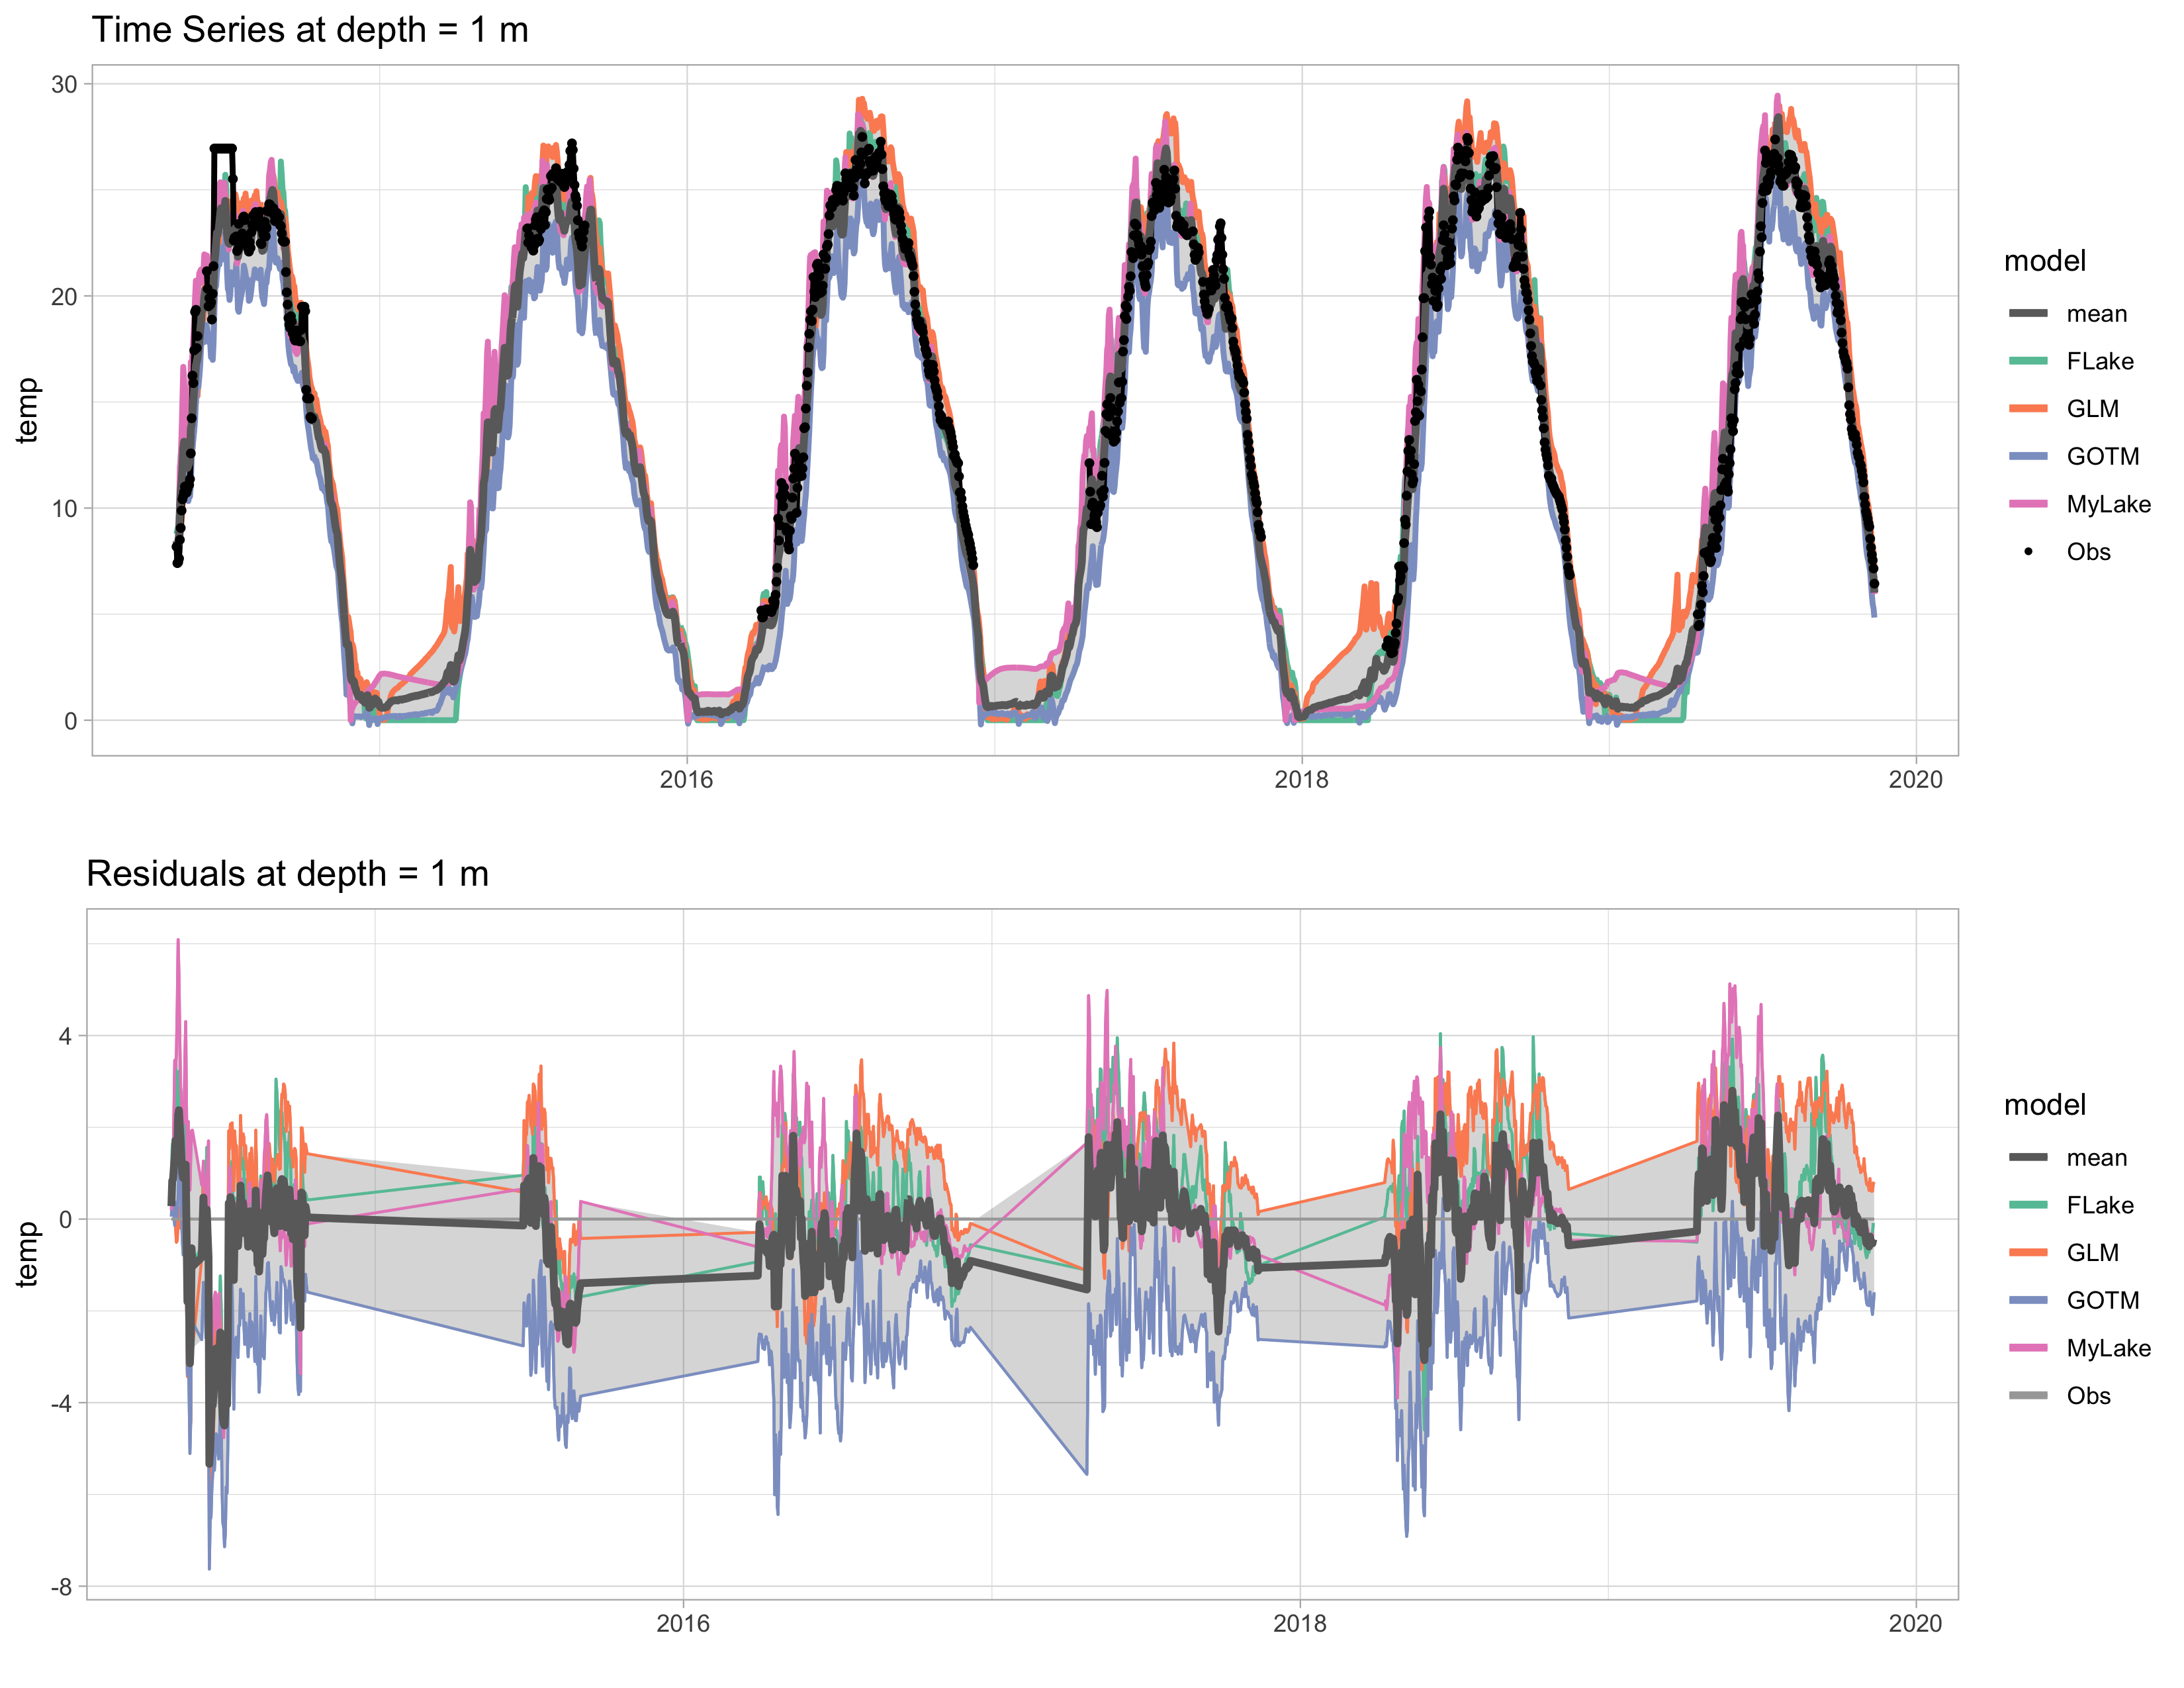 Time Series at depth = 1 m
30
20
10
0
temp
2016
2018
2020
model
mean
FLake
GLM
GOTM
MyLake
Obs
Residuals at depth = 1 m
4
0
-4
-8
temp
2016
2018
2020
model
mean
FLake
GLM
GOTM
MyLake
Obs